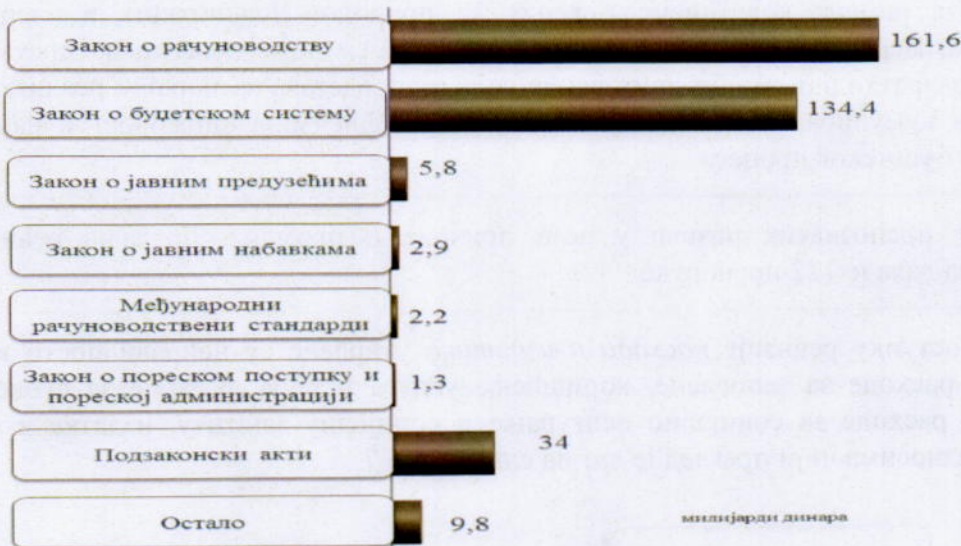 Закон о рачуноводству
161,6
Закон о буџетском систему
134,4
Закон о јавним предузећима
5,8
Закон о јавним набавкама
2,9
Међународни
рачуноводствени стандарди
2,2
Закон о пореском поступку и
пореској администрацији
1,3
Подзаконски акти
34
Остало
9,8
милијарди динара